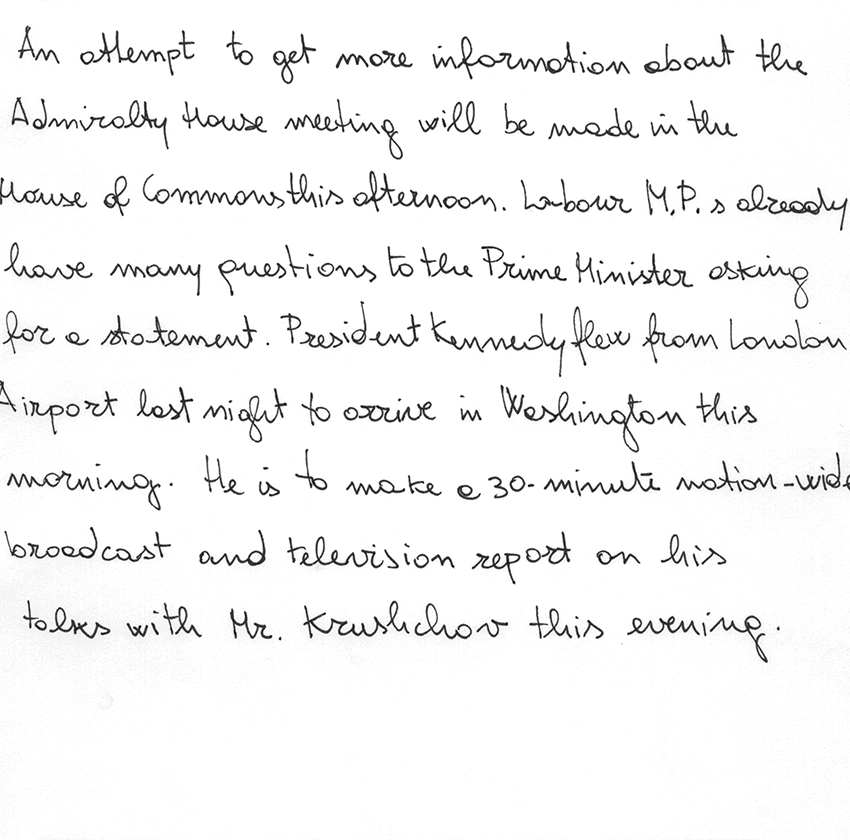 An attempt to get more information about the
Admiralty House meeting will be made in the
House of Commons this afternoon. Labour M.P.s already
have many questions to the Prime Minister asking
for a statement. President Kennedy flew from London
Airport last night to arrive in Washington this
morning. He is to make a 30-minute nation-wide
broadcast and television report on his
talks with Mr. Krushchov this evening.